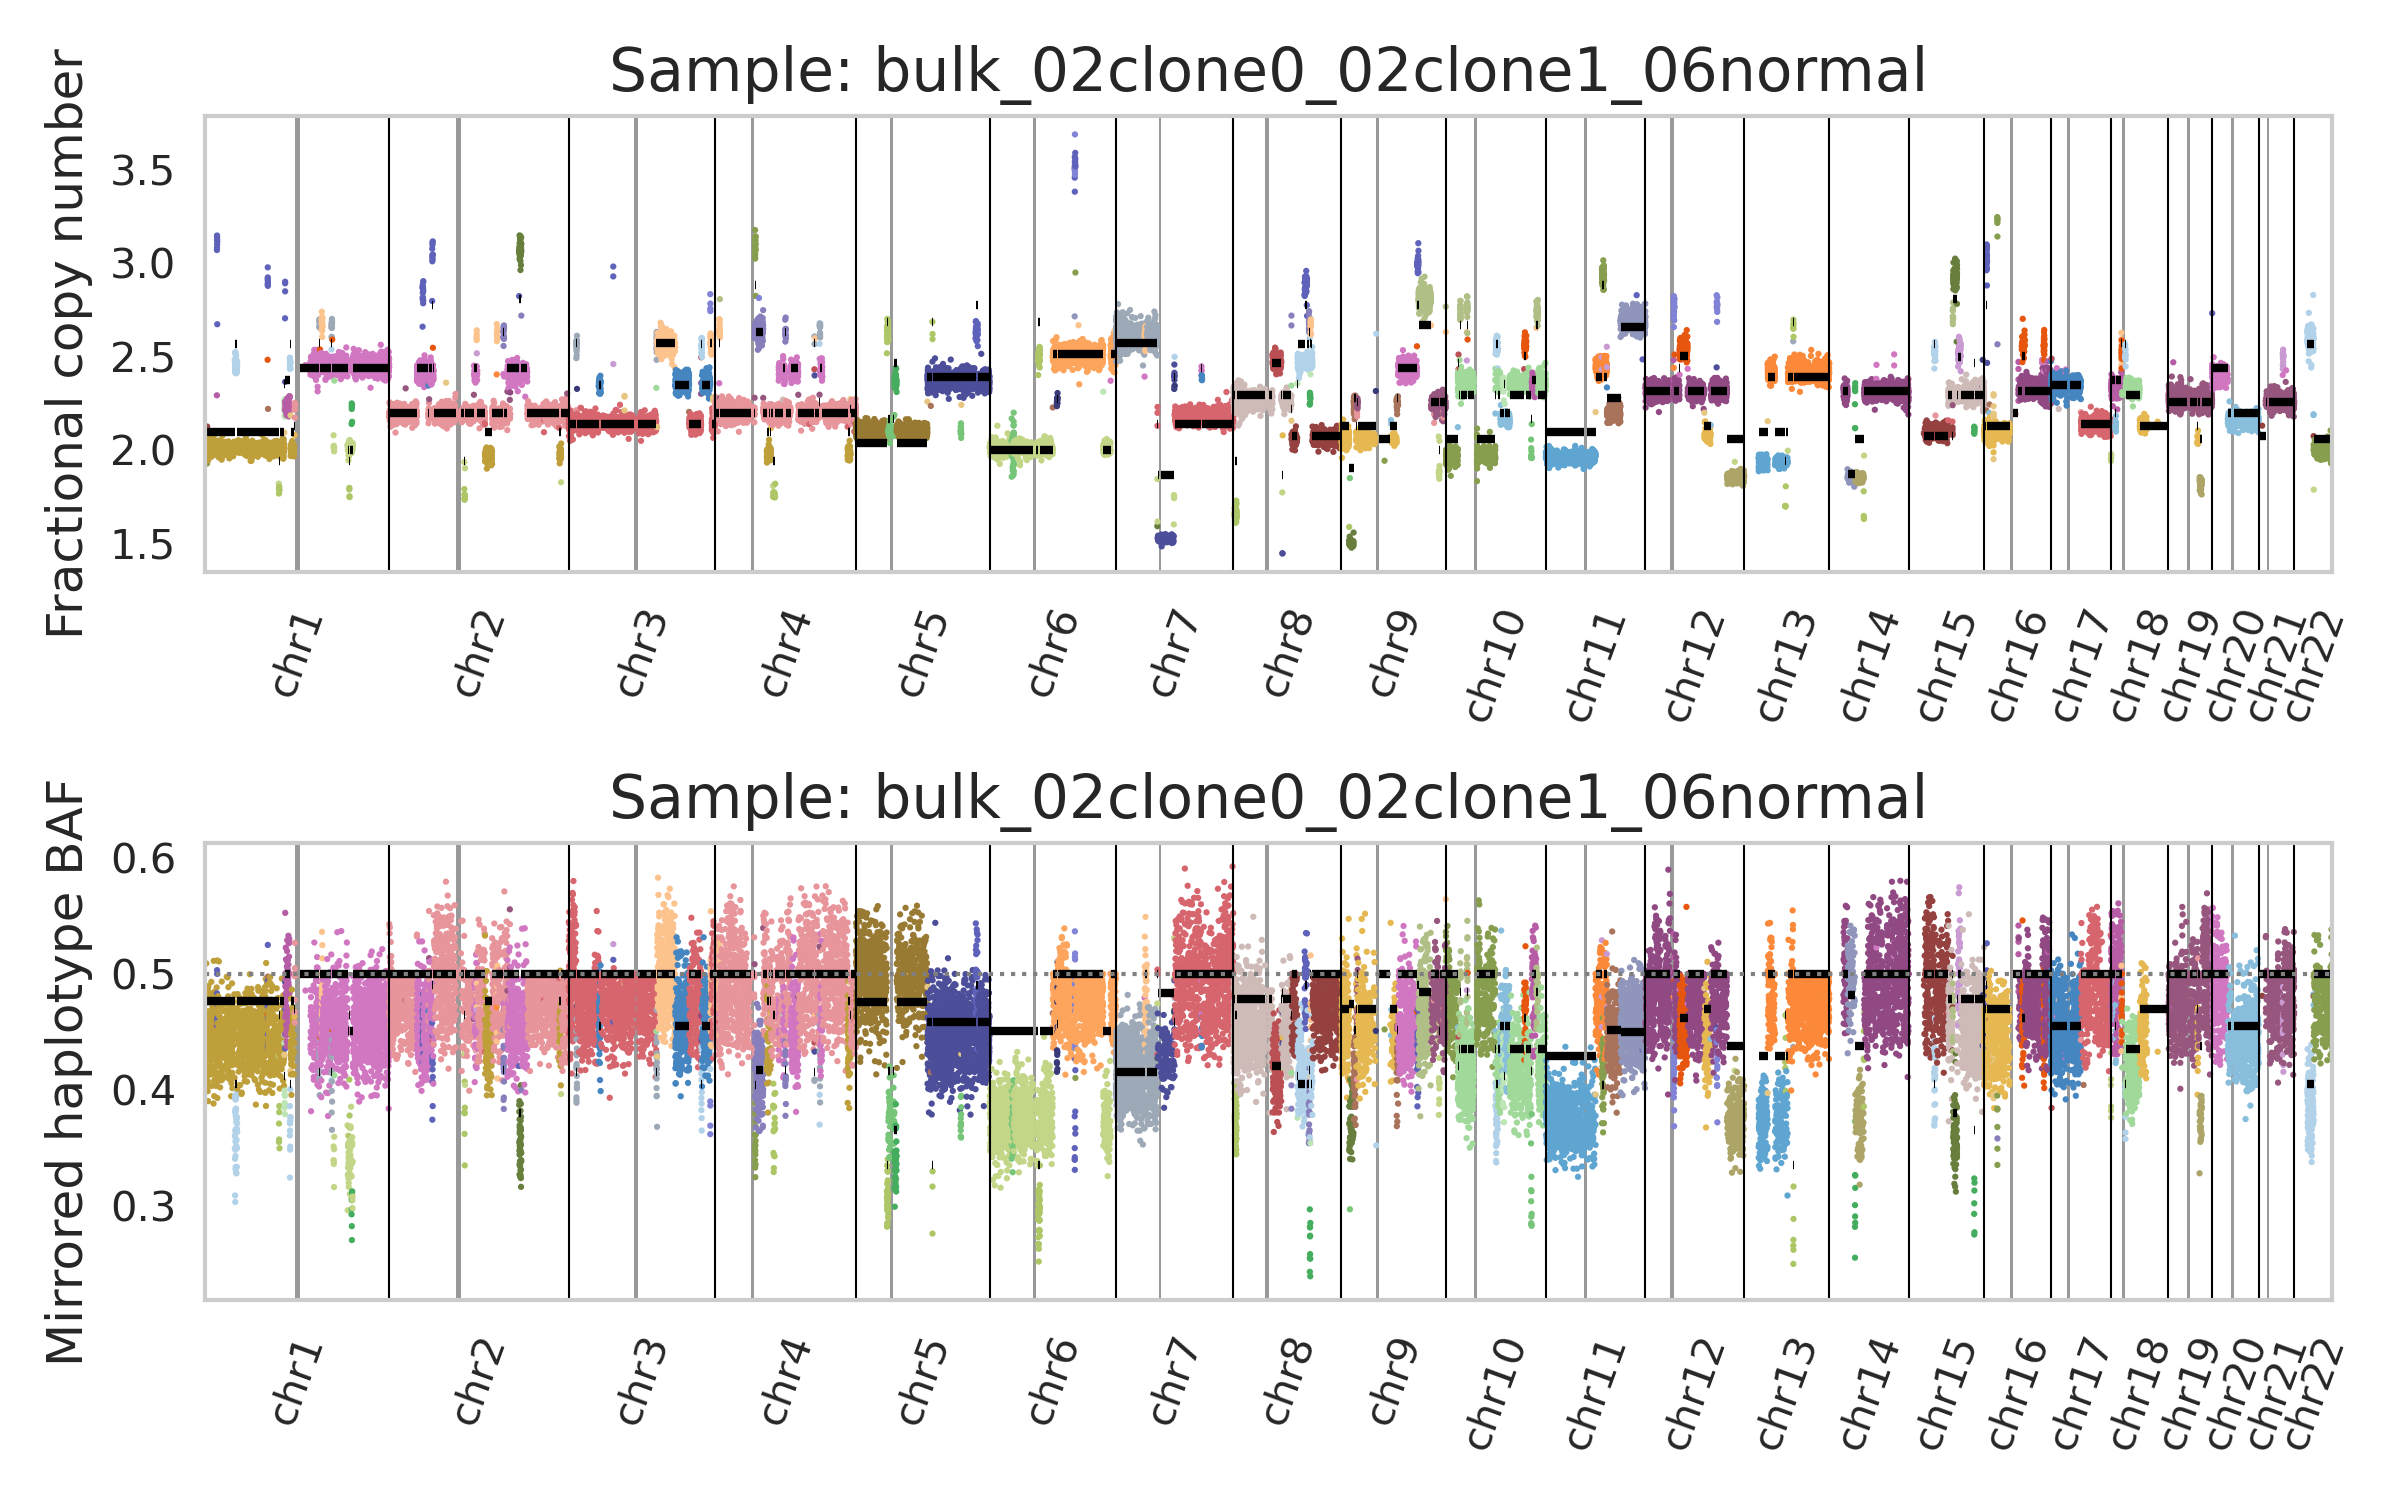 Sample: bulk_02clone0_02clone1_06normal
Fractional copy number
3.5
3.0
2.5
2.0
1.5
chr1
chr2
chr3
chr4
chr5
chr6
chr7
chr8
chr9
chr10
chr11
chr12
chr13
chr14
chr15
chr16
chr17
chr18
chr19
chr20
chr21
chr22
Sample: bulk_02clone0_02clone1_06normal
Mirrored haplotype BAF
0.6
0.5
0.4
0.3
chr1
chr2
chr3
chr4
chr5
chr6
chr7
chr8
chr9
chr10
chr11
chr12
chr13
chr14
chr15
chr16
chr17
chr18
chr19
chr20
chr21
chr22